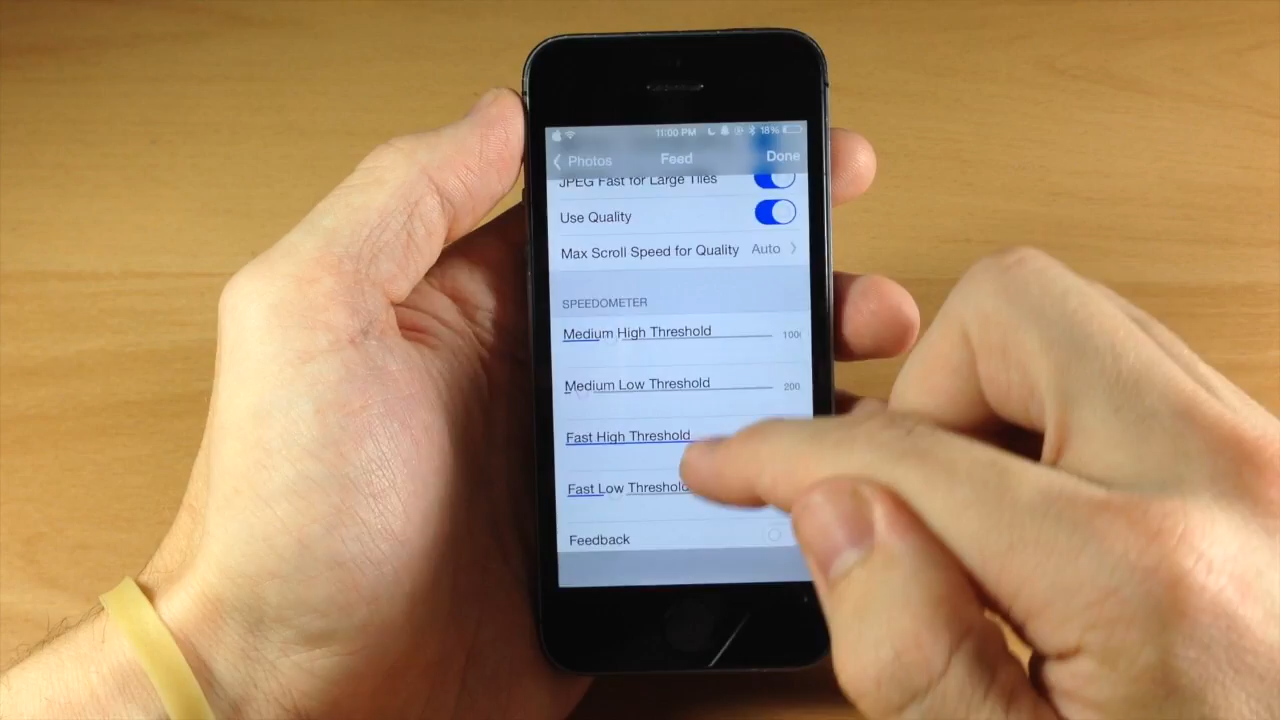 11:00 PM 18%
Photos Feed Done
JPEG Fast for Large Tiles
Use Quality
Max Scroll Speed for Quality Auto
SPEEDOMETER
Medium High Threshold 100
Medium Low Threshold 200
Fast High Threshold
Fast Low Threshold
Feedback